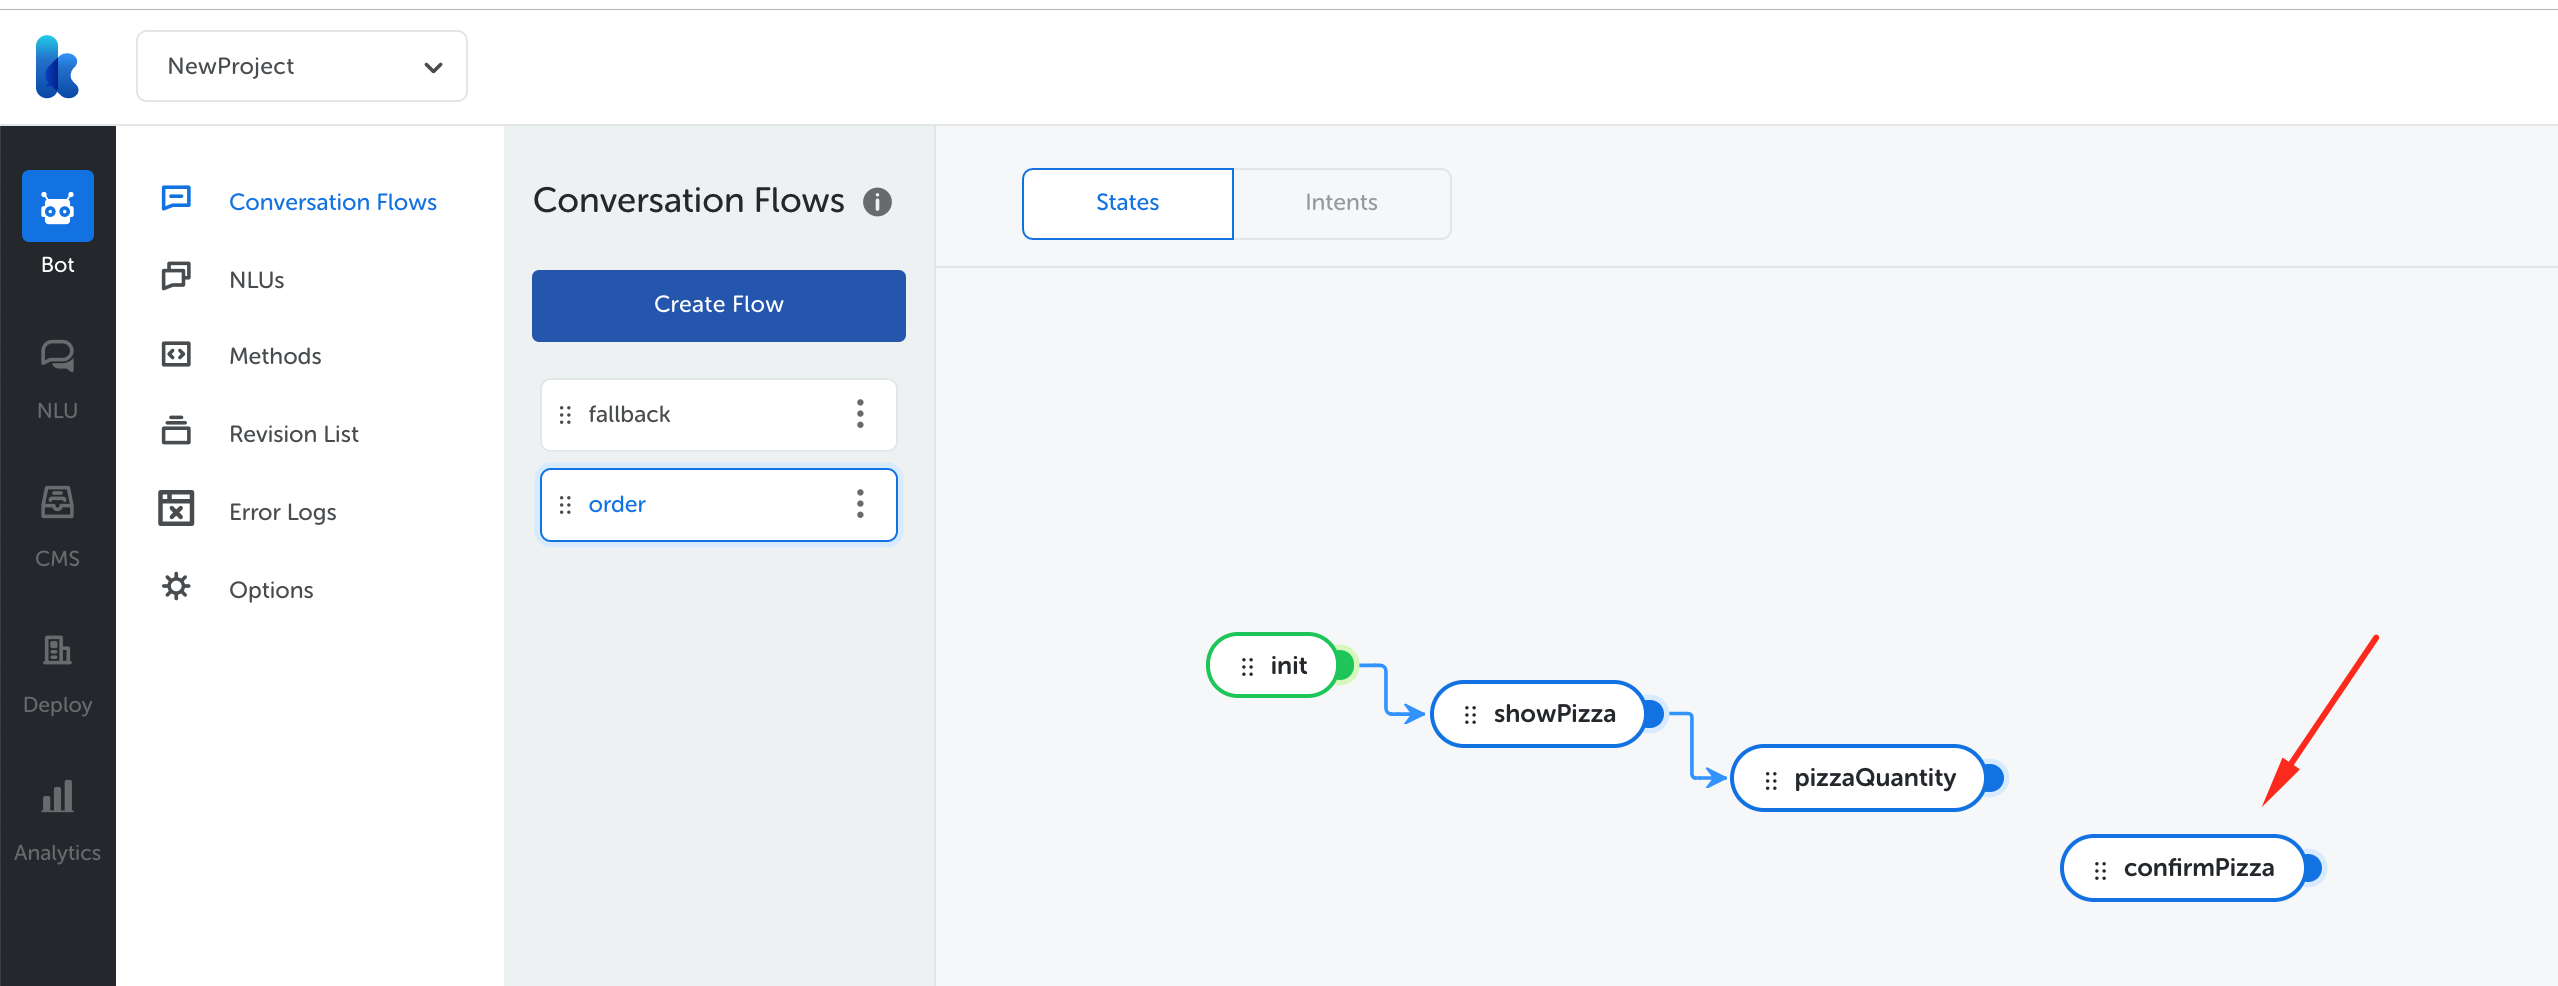 NewProject
Bot
NLU
CMS
Deploy
Analytics
Conversation Flows
NLUs
Methods
Revision List
Error Logs
Options
Conversation Flows
Create Flow
fallback
order
States
Intents
init
showPizza
pizzaQuantity
confirmPizza